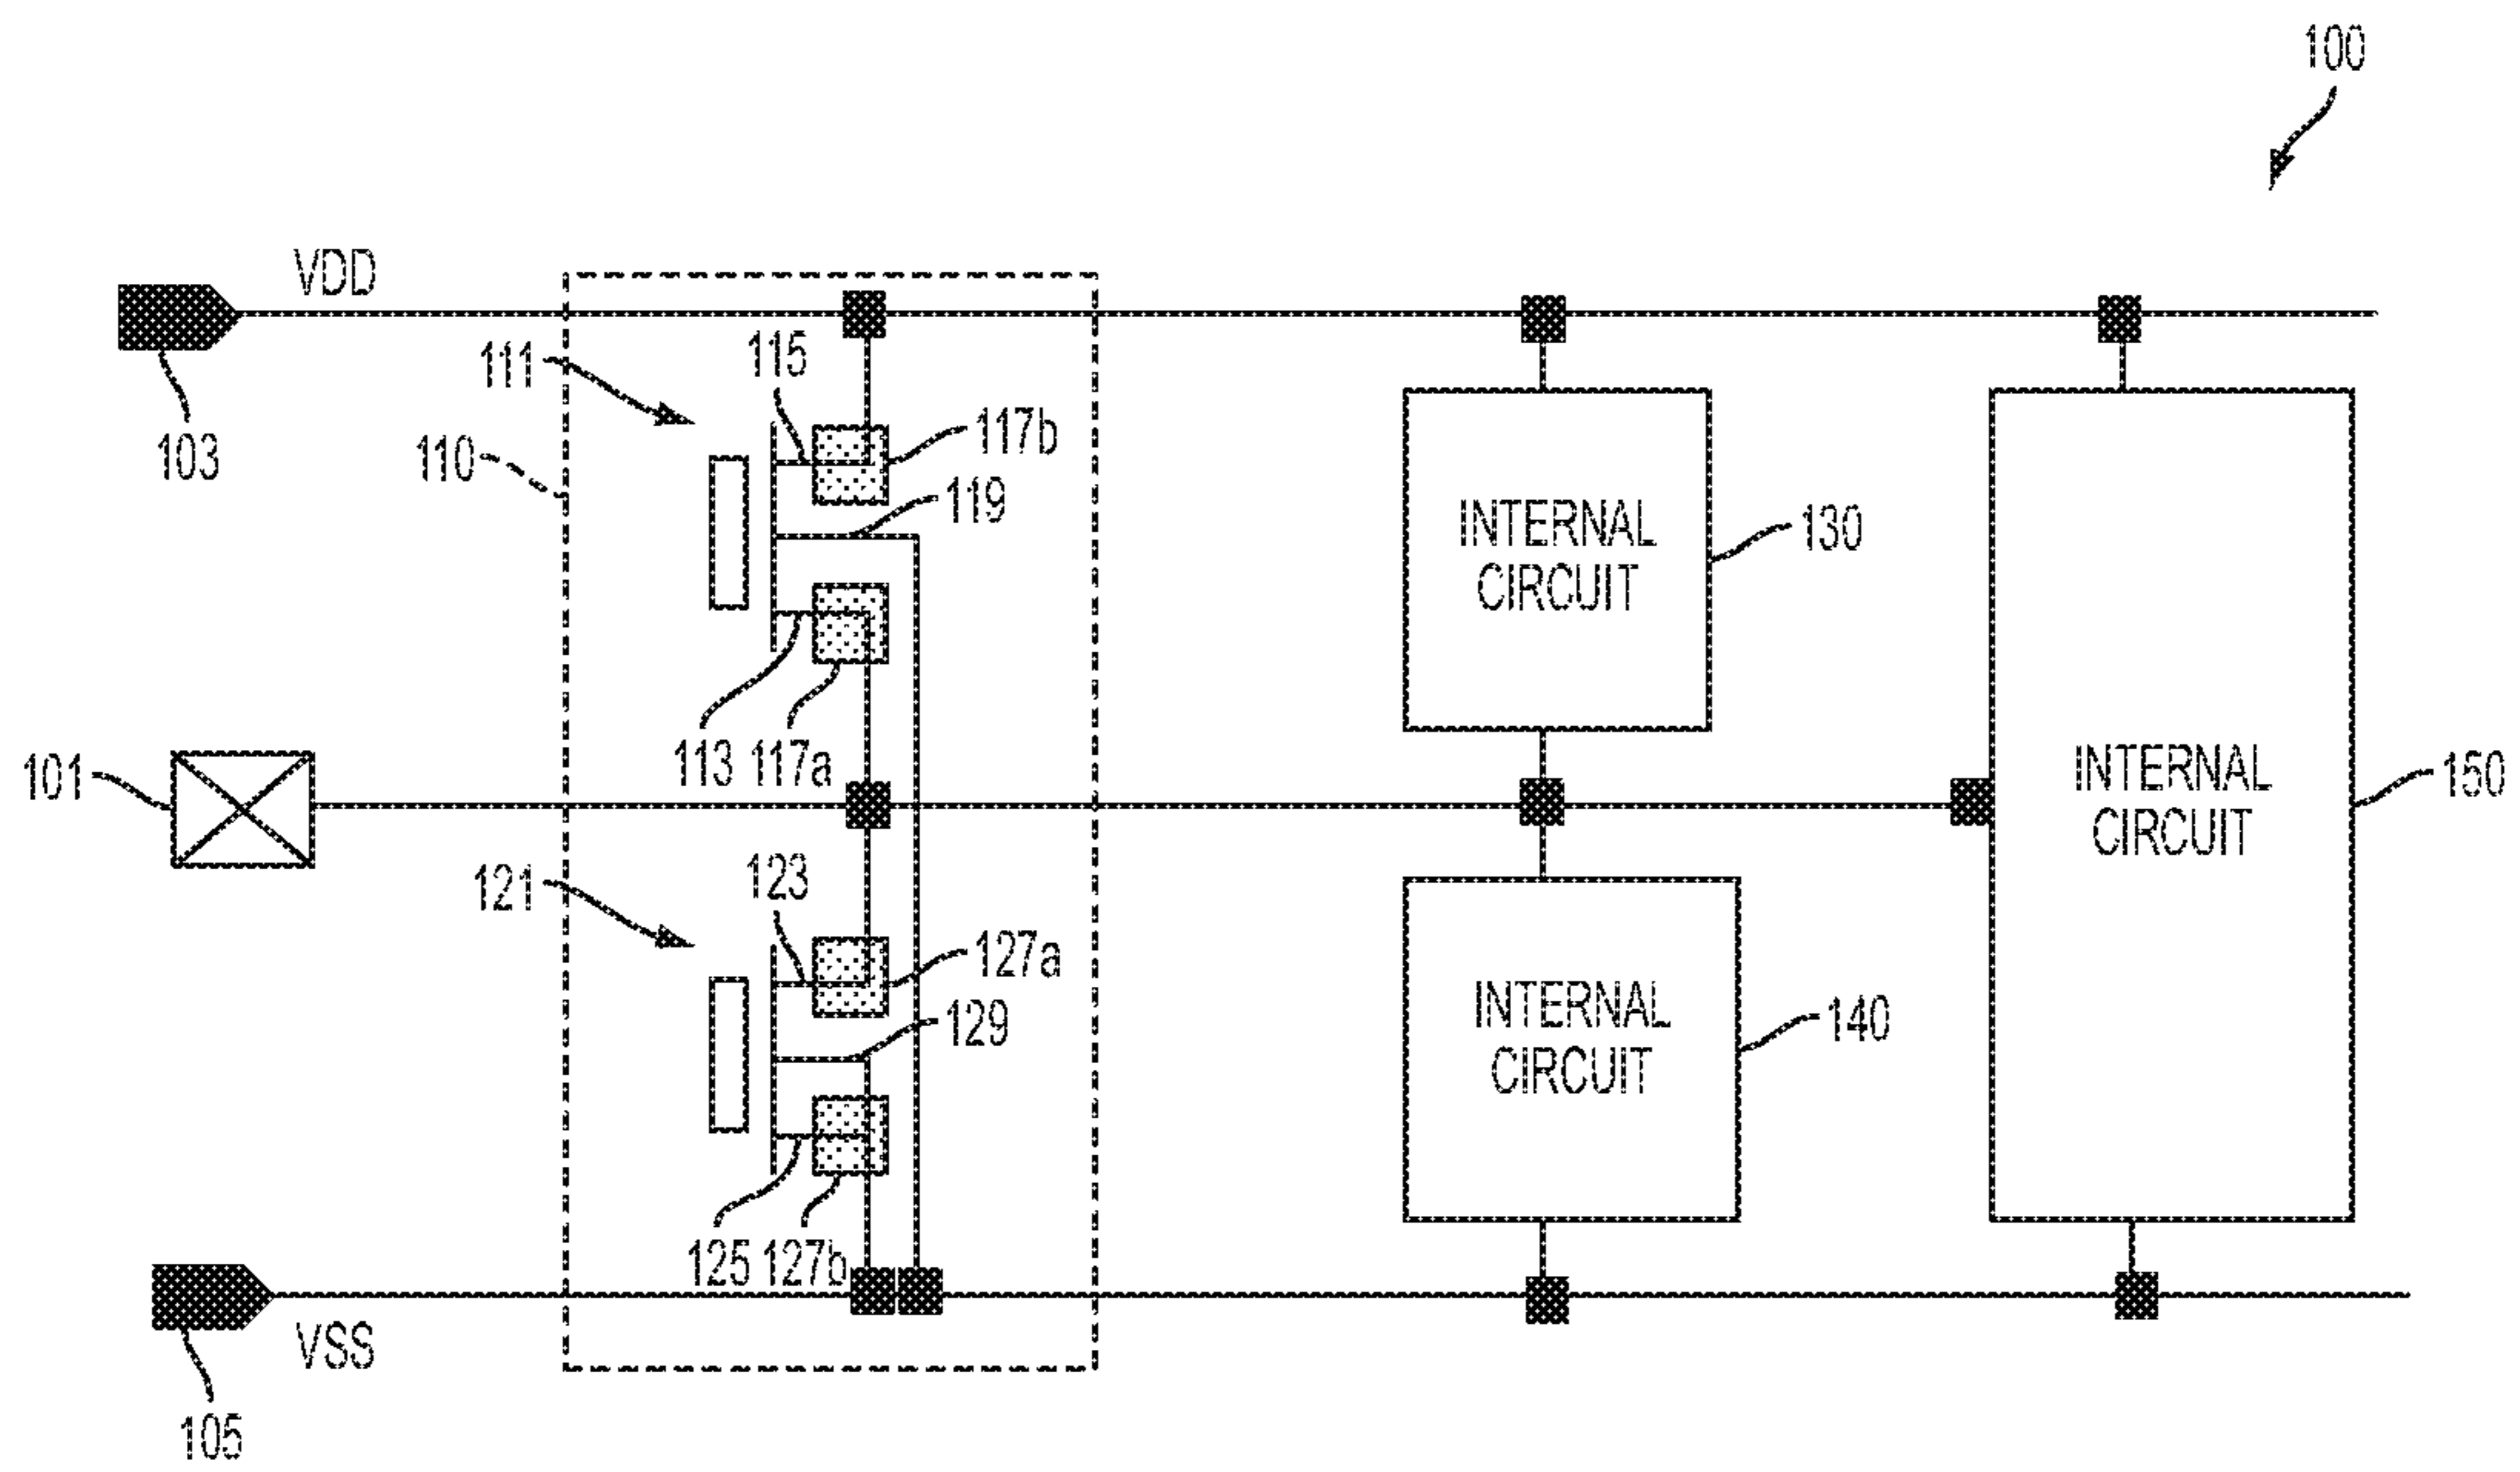 100
VDD
103
111
115
110
117b
119
INTERNAL
CIRCUIT
130
113
117a
101
INTERNAL
CIRCUIT
150
121
123
127a
129
INTERNAL
CIRCUIT
140
125
127b
VSS
105